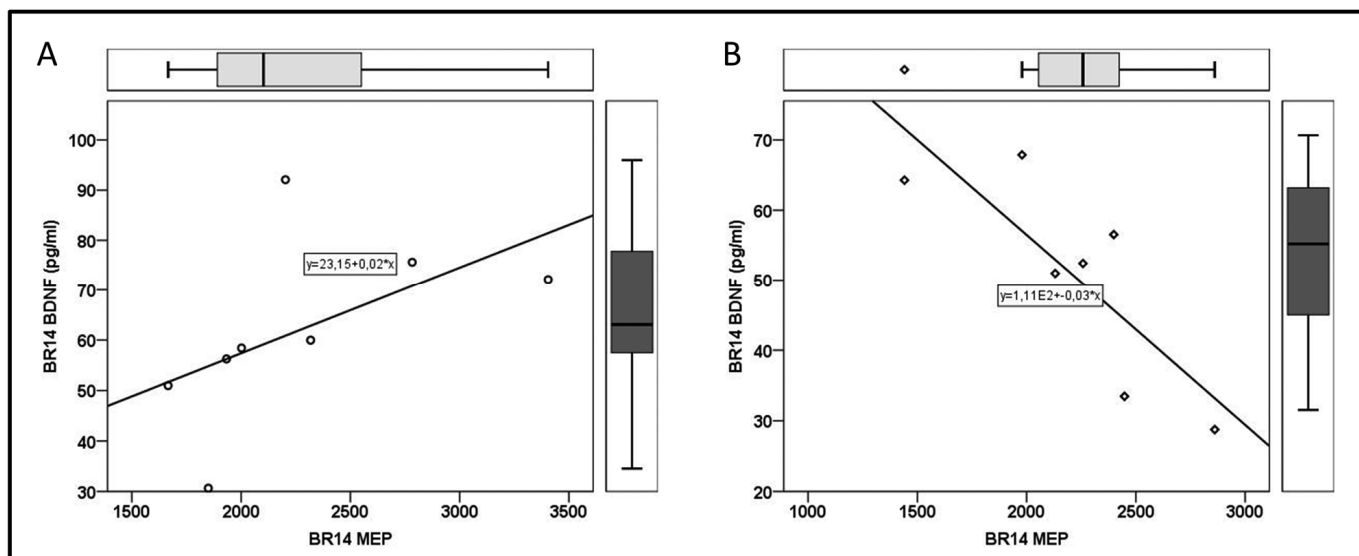 A
100
90
80
70
60
50
40
30
BR14 BDNF (pg/ml)
y=23,15+0,02*x
1500 2000 2500 3000 3500
BR14 MEP
B
70
60
50
40
30
20
BR14 BDNF (pg/ml)
y=1,11E2+-0,03*x
1000 1500 2000 2500 3000
BR14 MEP